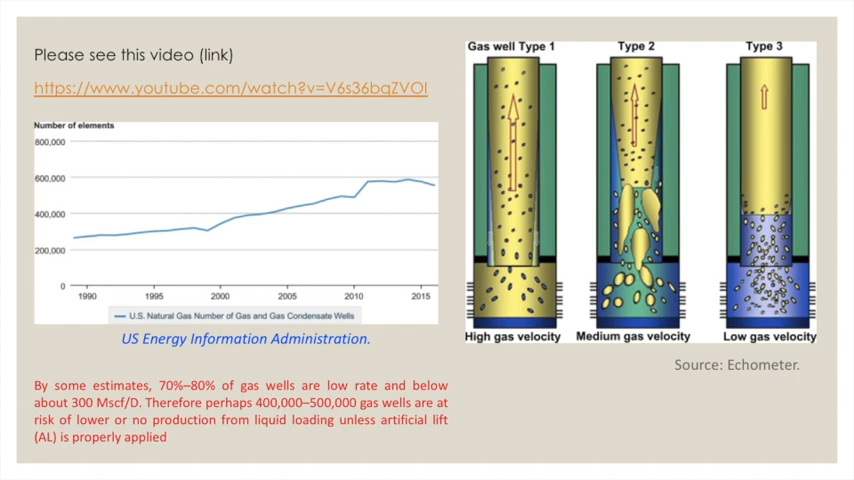 Please see this video (link)
https://www.youtube.com/watch?v=V6s36bqZVOI
Number of elements
800,000
600,000
400,000
200,000
0
1990 1995 2000 2005 2010 2015
U.S. Natural Gas Number of Gas and Gas Condensate Wells
US Energy Information Administration.
By some estimates, 70%–80% of gas wells are low rate and below
about 300 Mscf/D. Therefore perhaps 400,000–500,000 gas wells are at
risk of lower or no production from liquid loading unless artificial lift
(AL) is properly applied
Gas well Type 1 Type 2 Type 3
High gas velocity Medium gas velocity Low gas velocity
Source: Echometer.